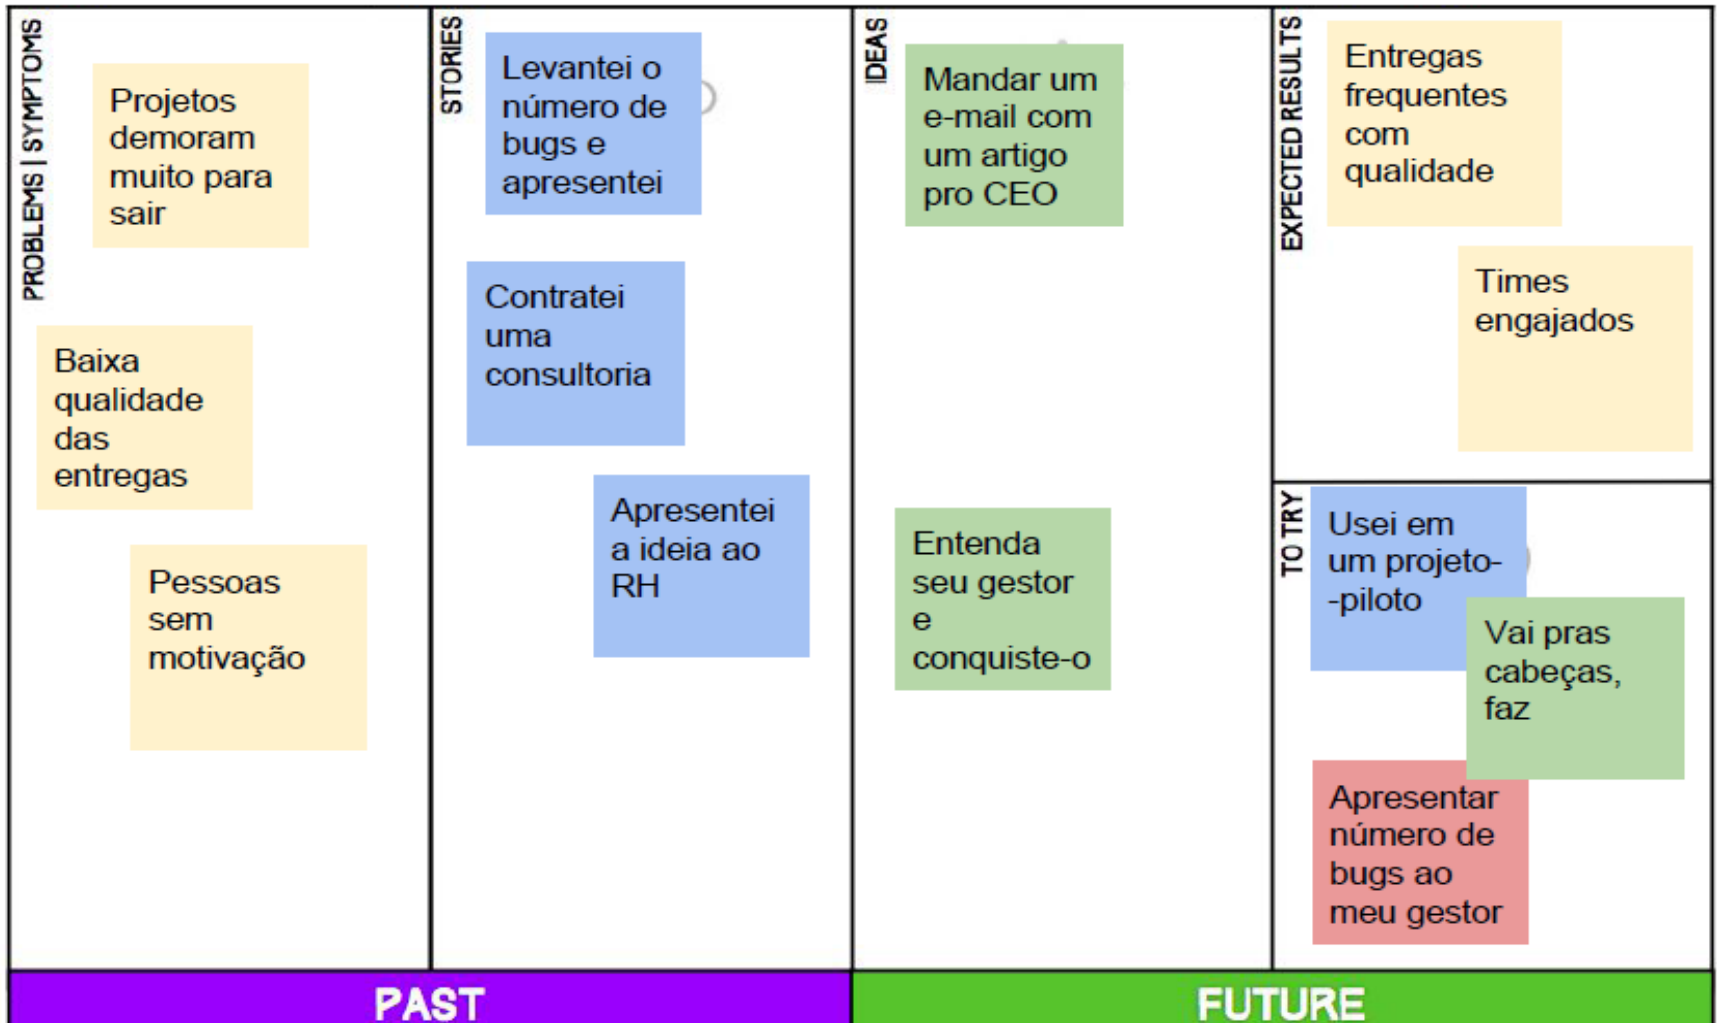 PROBLEMS | SYMPTOMS
Projetos
demoram
muito para
sair
Baixa
qualidade
das
entregas
Pessoas
sem
motivação
STORIES
Levantei o
número de
bugs e
apresentei
Contratei
uma
consultoria
Apresentei
a ideia ao
RH
IDEAS
Mandar um
e-mail com
um artigo
pro CEO
Entenda
seu gestor
e
conquiste-o
EXPECTED RESULTS
Entregas
frequentes
com
qualidade
Times
engajados
TO TRY
Usei em
um projeto-
-piloto
Vai pras
cabeças,
faz
Apresentar
número de
bugs ao
meu gestor
PAST
FUTURE